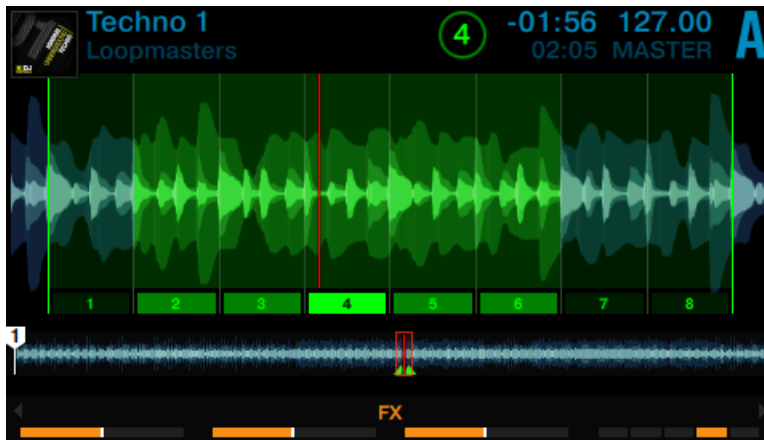 Techno 1
Loopmasters
4
-01:56 127.00
02:05 MASTER
A
1 2 3 4 5 6 7 8
1
FX